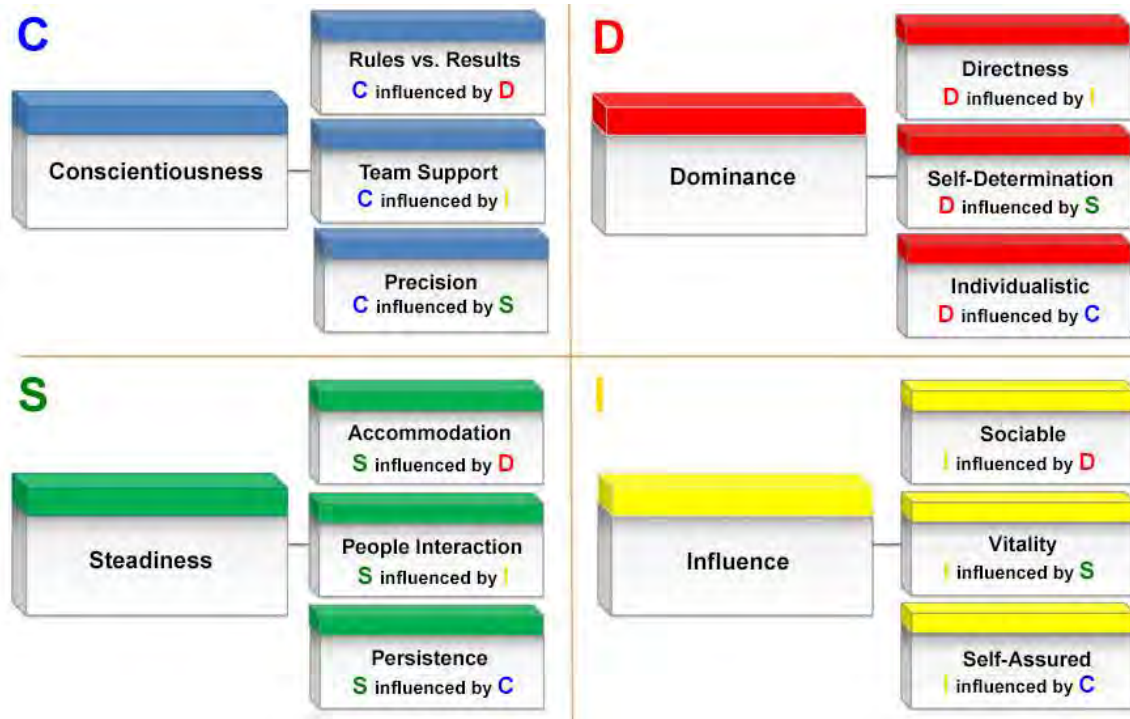 C
Conscientiousness
Rules vs. Results
C influenced by D
Team Support
C influenced by I
Precision
C influenced by S
D
Dominance
Directness
D influenced by I
Self-Determination
D influenced by S
Individualistic
D influenced by C
S
Steadiness
Accommodation
S influenced by D
People Interaction
S influenced by I
Persistence
S influenced by C
I
Influence
Sociable
I influenced by D
Vitality
I influenced by S
Self-Assured
I influenced by C